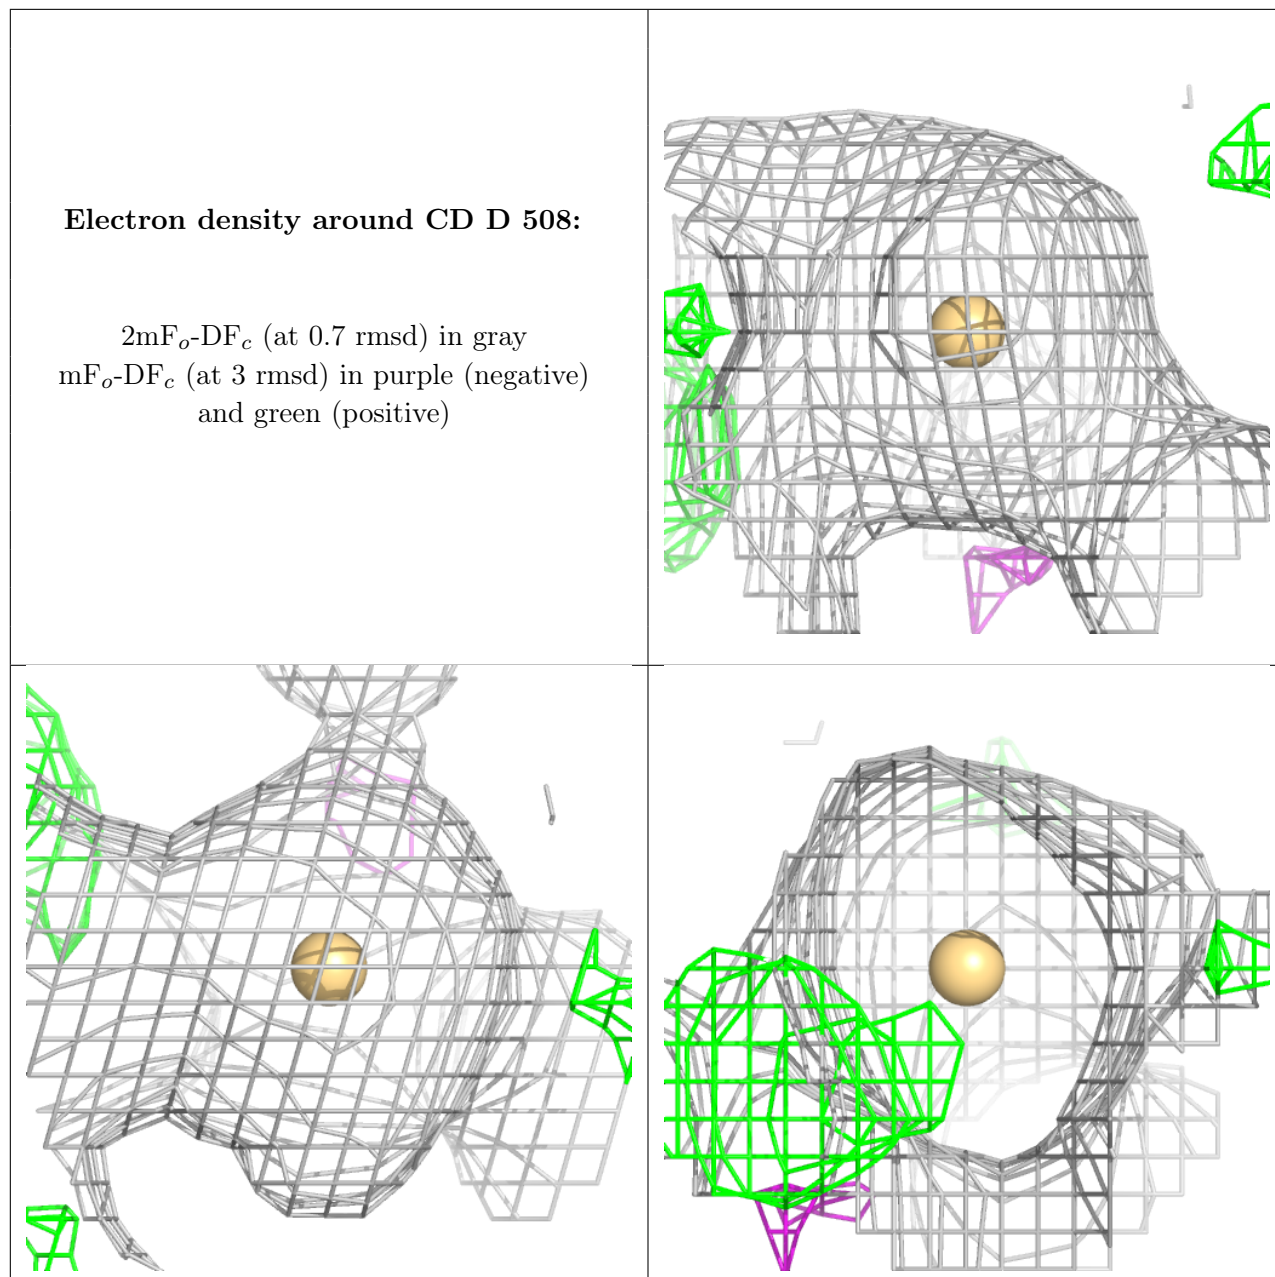 Electron density around CD D 508:
2mFo-DFc (at 0.7 rmsd) in gray
mFo-DFc (at 3 rmsd) in purple (negative)
and green (positive)